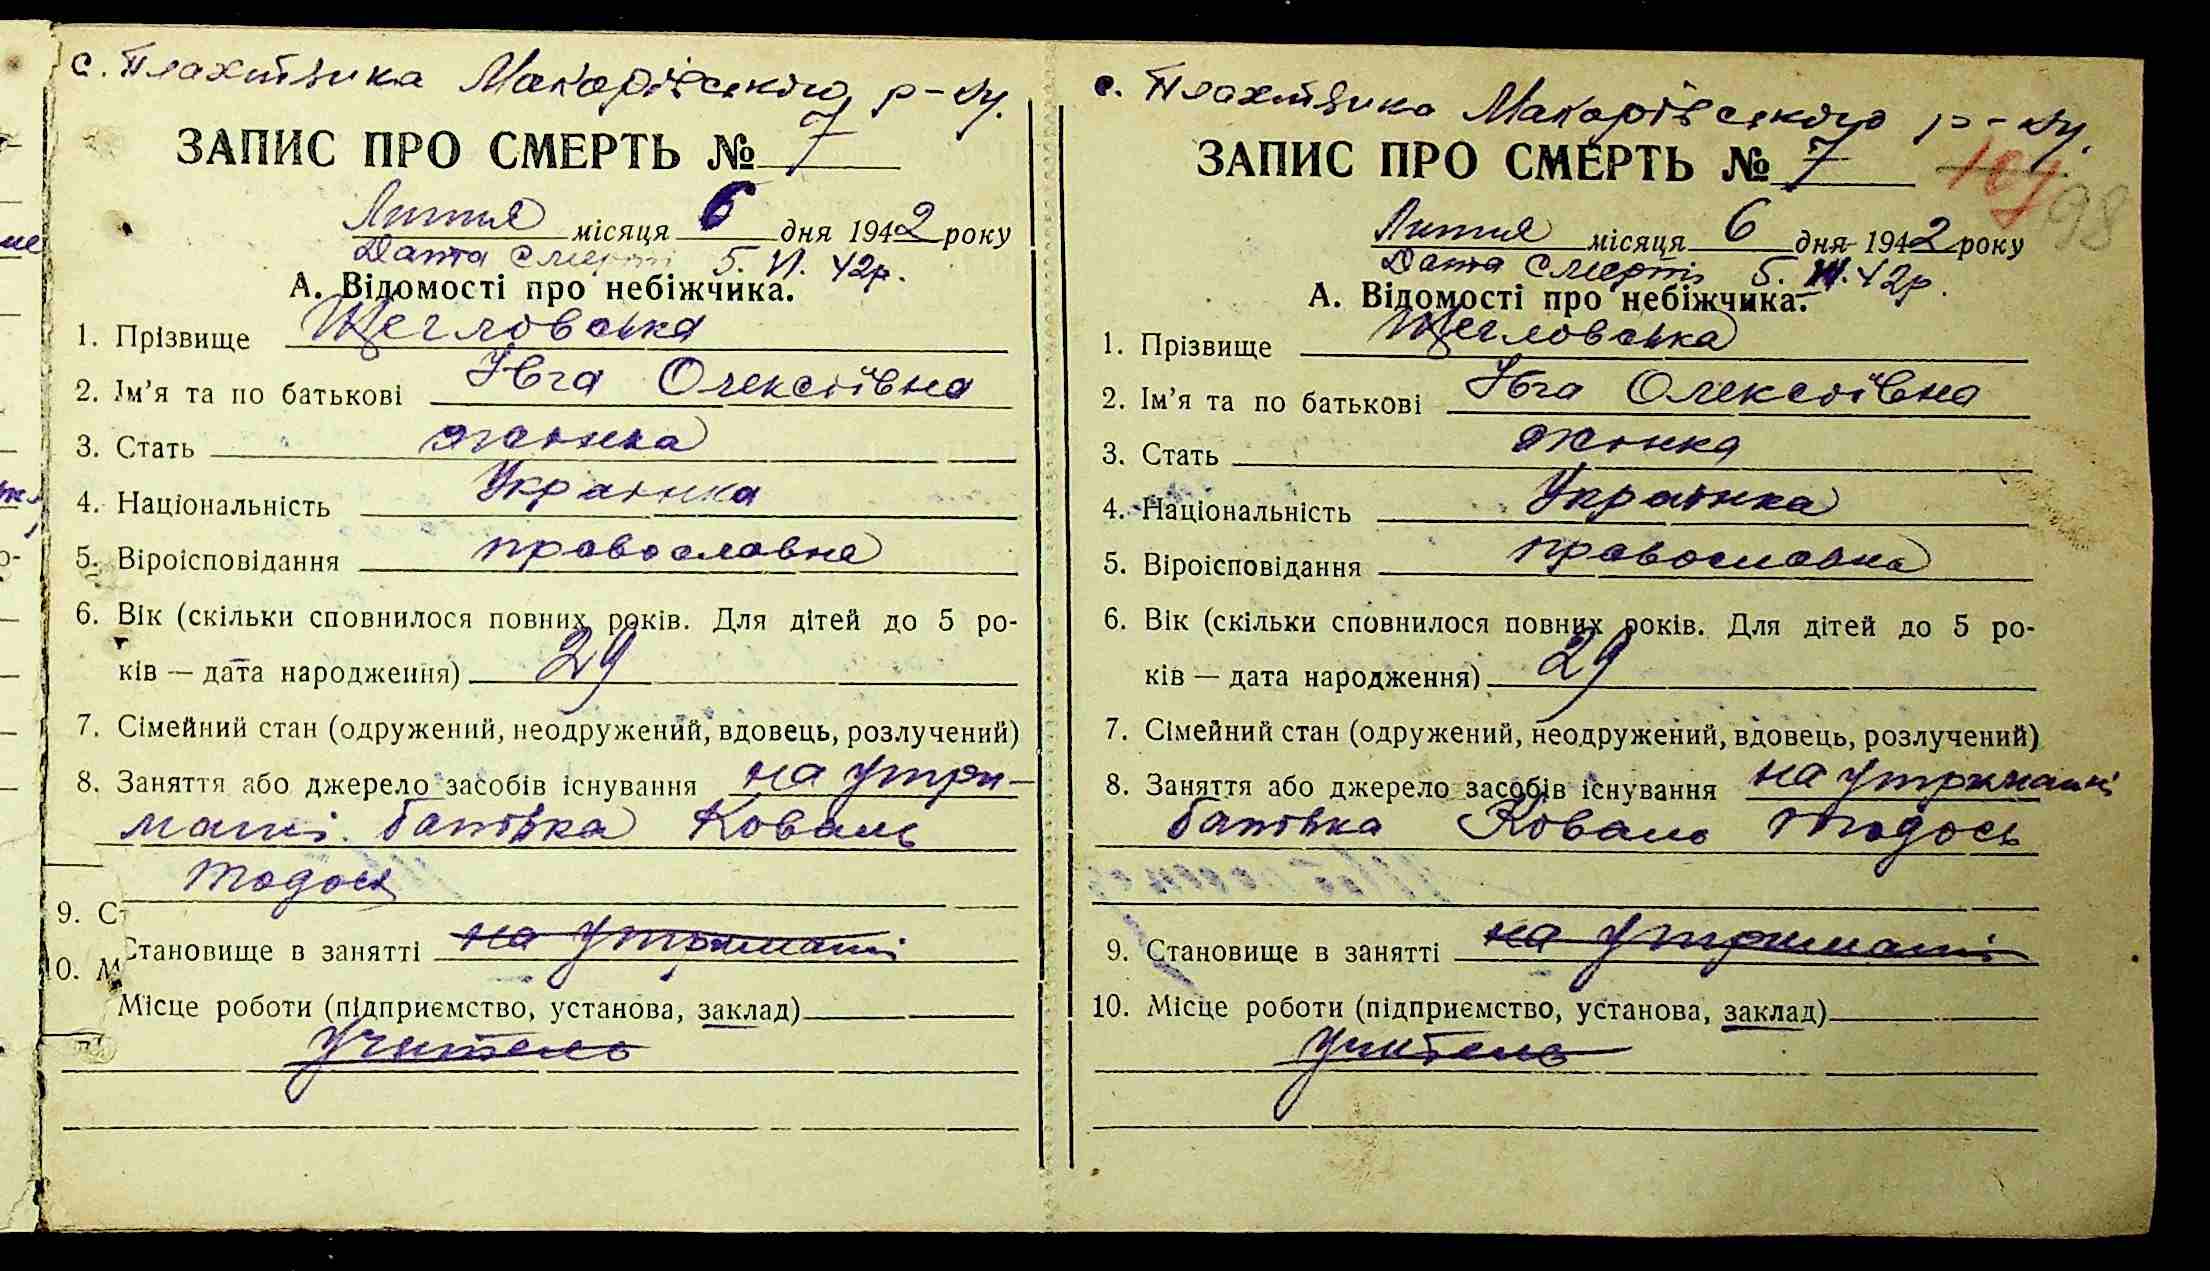 с. Плахтянка Макарівського р-ну.
ЗАПИС ПРО СМЕРТЬ № 7
Липня місяця 6 дня 1942 року
Дата смерті 5. VI. 42р.
А. Відомості про небіжчика.
1. Прізвище Щегловська
2. Ім'я та по батькові Ївга Олексіївна
3. Стать жінка
4. Національність Українка
5. Віроісповідання православна
6. Вік (скільки сповнилося повних років. Для дітей до 5 ро-
ків — дата народження) 29
7. Сімейний стан (одружений, неодружений, вдовець, розлучений)
8. Заняття або джерело засобів існування на утри-
манні батька Коваль
Тодось
9. С
Становище в занятті на утриманні
0. М
Місце роботи (підприємство, установа, заклад)
Учитель
с. Плахтянка Макарівського р-ну.
ЗАПИС ПРО СМЕРТЬ № 7
98
Липня місяця 6 дня 1942 року
Дата смерті 5. 42р.
А. Відомості про небіжчика.
1. Прізвище Щегловська
2. Ім'я та по батькові Ївга Олексіївна
3. Стать жінка
4. Національність Українка
5. Віроісповідання православна
6. Вік (скільки сповнилося повних років. Для дітей до 5 ро-
ків — дата народження) 29
7. Сімейний стан (одружений, неодружений, вдовець, розлучений)
8. Заняття або джерело засобів існування на утриманні
батька Коваль Тодось
9. Становище в занятті на утриманні
10. Місце роботи (підприємство, установа, заклад)
Учитель